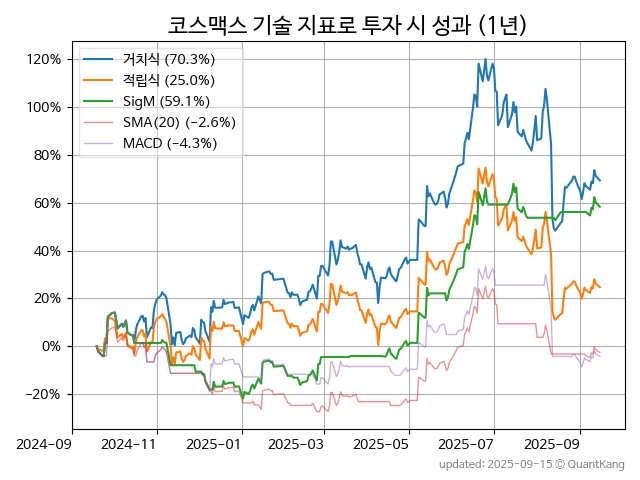 코스맥스 기술 지표로 투자 시 성과 (1년)
120%
100%
80%
60%
40%
20%
0%
−20%
거치식 (70.3%)
적립식 (25.0%)
SigM (59.1%)
SMA(20) (−2.6%)
MACD (−4.3%)
2024-09
2024-11
2025-01
2025-03
2025-05
2025-07
2025-09
updated: 2025-09-15 © QuantKang